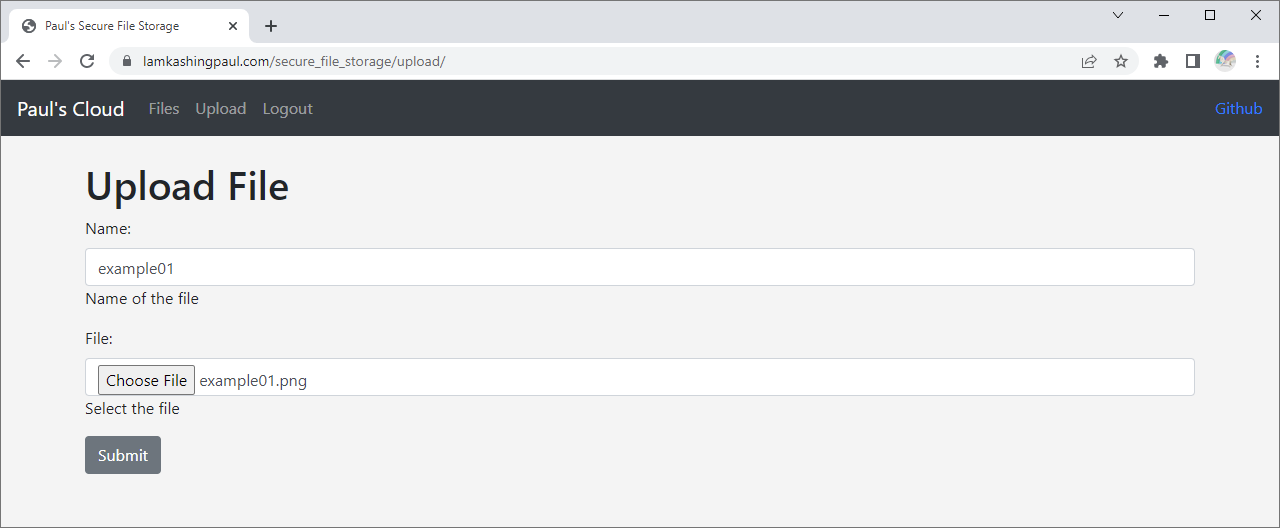 Paul's Secure File Storage
lamkashingpaul.com/secure_file_storage/upload/
Paul's Cloud Files Upload Logout Github
Upload File
Name:
example01
Name of the file
File:
Choose File example01.png
Select the file
Submit